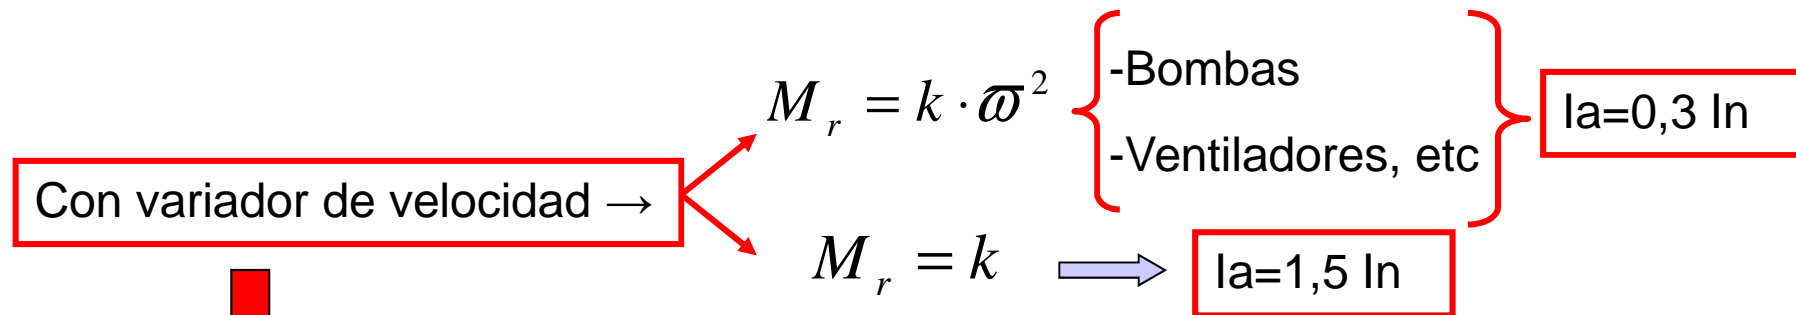 Con variador de velocidad →
M_r = k · ϖ²
-Bombas
-Ventiladores, etc
Ia=0,3 In
M_r = k
Ia=1,5 In